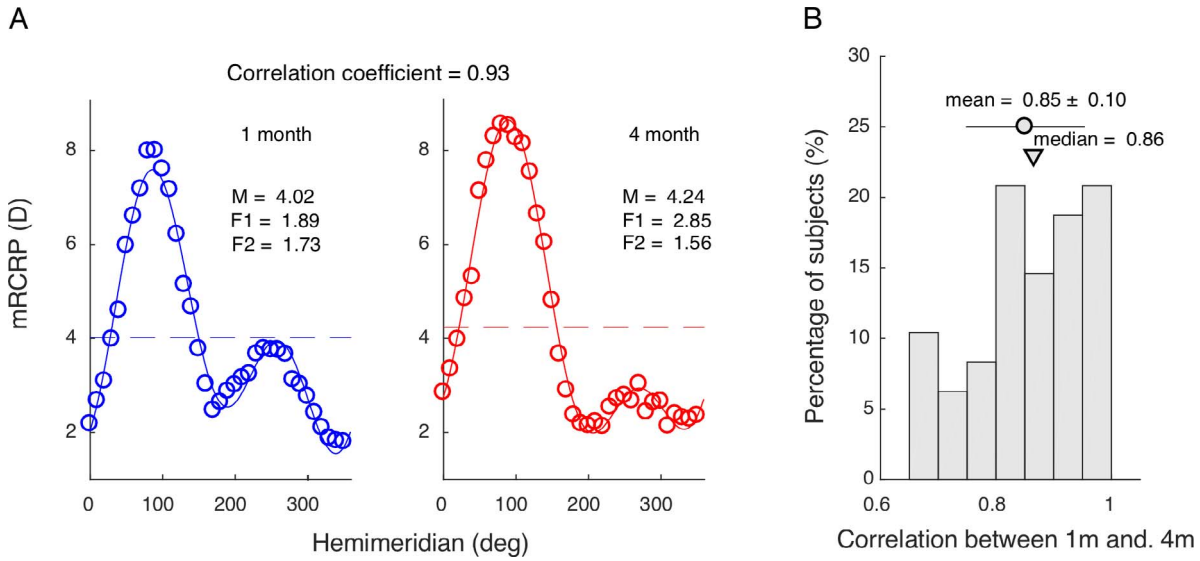 A
Correlation coefficient = 0.93
mRCRP (D)
8
6
4
2
1 month
M = 4.02
F1 = 1.89
F2 = 1.73
0 100 200 300
8
6
4
2
4 month
M = 4.24
F1 = 2.85
F2 = 1.56
0 100 200 300
Hemimeridian (deg)
B
Percentage of subjects (%)
30
25
20
15
10
5
0
mean = 0.85 ± 0.10
median = 0.86
0.6 0.8 1
Correlation between 1m and. 4m